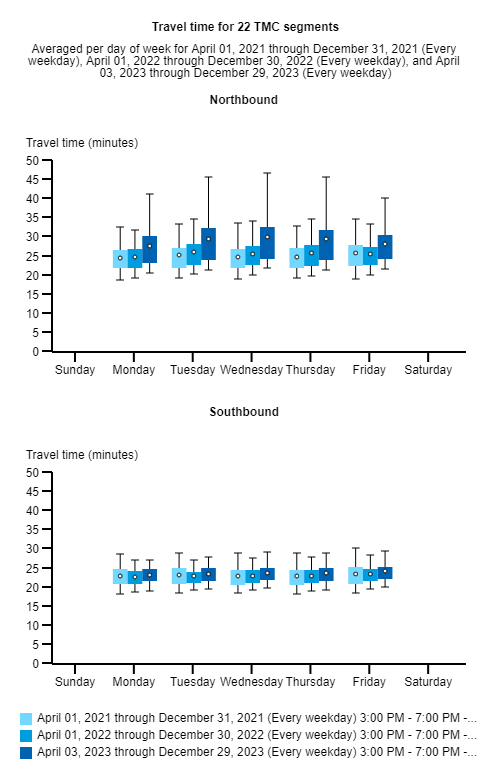 Travel time for 22 TMC segments
Averaged per day of week for April 01, 2021 through December 31, 2021 (Every
weekday), April 01, 2022 through December 30, 2022 (Every weekday), and April
03, 2023 through December 29, 2023 (Every weekday)
Northbound
Travel time (minutes)
50
45
40
35
30
25
20
15
10
5
0
Sunday Monday Tuesday Wednesday Thursday Friday Saturday
Southbound
Travel time (minutes)
50
45
40
35
30
25
20
15
10
5
0
Sunday Monday Tuesday Wednesday Thursday Friday Saturday
April 01, 2021 through December 31, 2021 (Every weekday) 3:00 PM - 7:00 PM -...
April 01, 2022 through December 30, 2022 (Every weekday) 3:00 PM - 7:00 PM -...
April 03, 2023 through December 29, 2023 (Every weekday) 3:00 PM - 7:00 PM -...